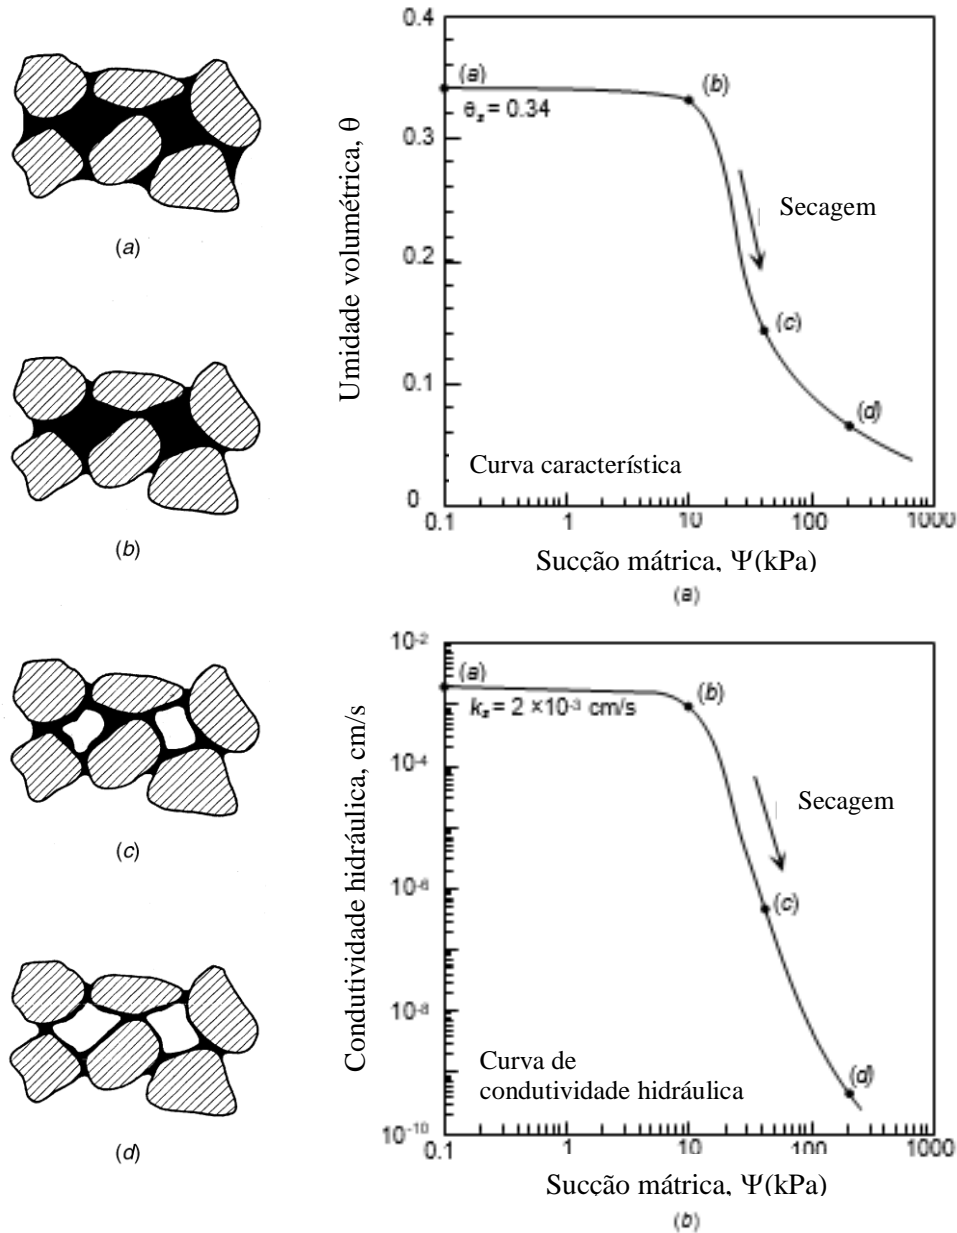 (a)
(b)
(c)
(d)
Umidade volumétrica, θ
0.4
0.3
0.2
0.1
0
(a)
θs = 0.34
(b)
Secagem
(c)
(d)
Curva característica
0.1 1 10 100 1000
Sucção mátrica, Ψ(kPa)
(a)
Condutividade hidráulica, cm/s
10-2
10-4
10-6
10-8
10-10
(a)
ks = 2 ×10-3 cm/s
(b)
Secagem
(c)
(d)
Curva de
condutividade hidráulica
0.1 1 10 100 1000
Sucção mátrica, Ψ(kPa)
(b)